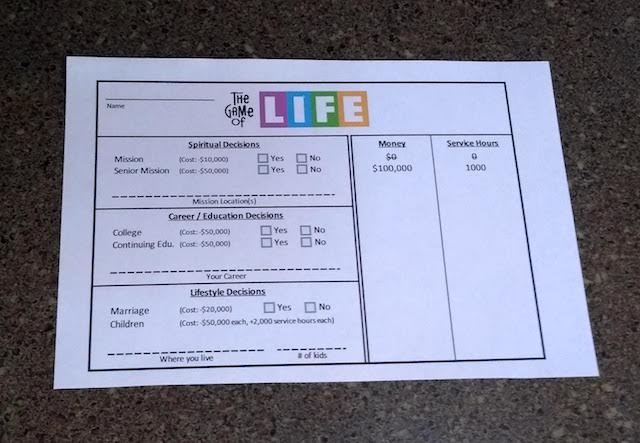 THE GAME OF LIFE
Name
Spiritual Decisions
Mission (Cost: -$10,000) Yes No
Senior Mission (Cost: -$50,000) Yes No
Mission Location(s)
Career / Education Decisions
College (Cost: -$50,000) Yes No
Continuing Edu. (Cost: -$50,000) Yes No
Your Career
Lifestyle Decisions
Marriage (Cost: -$20,000) Yes No
Children (Cost: -$50,000 each, +2,000 service hours each)
Where you live # of kids
Money Service Hours
$0 0
$100,000 1000